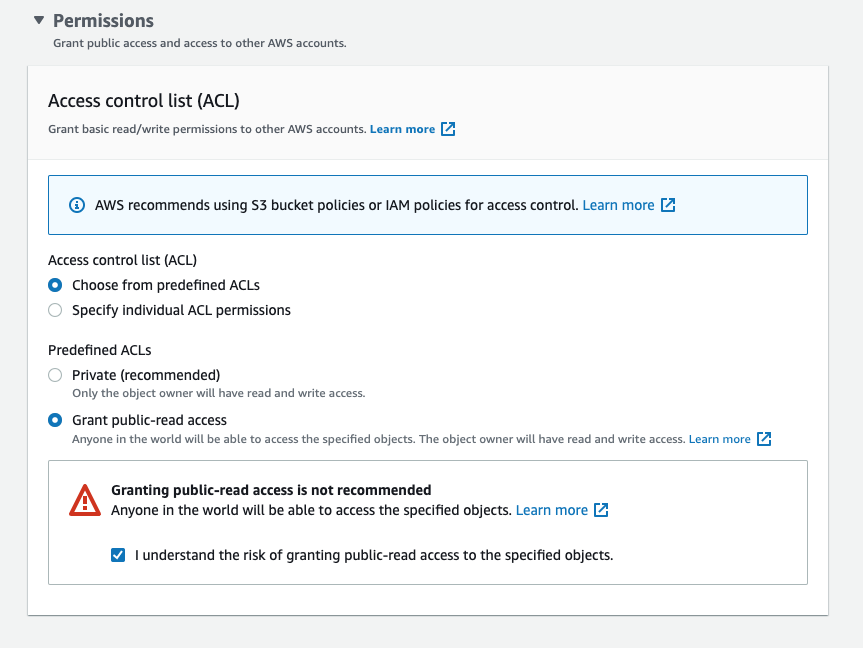 Permissions
Grant public access and access to other AWS accounts.
Access control list (ACL)
Grant basic read/write permissions to other AWS accounts. Learn more
AWS recommends using S3 bucket policies or IAM policies for access control. Learn more
Access control list (ACL)
Choose from predefined ACLs
Specify individual ACL permissions
Predefined ACLs
Private (recommended)
Only the object owner will have read and write access.
Grant public-read access
Anyone in the world will be able to access the specified objects. The object owner will have read and write access. Learn more
Granting public-read access is not recommended
Anyone in the world will be able to access the specified objects. Learn more
I understand the risk of granting public-read access to the specified objects.